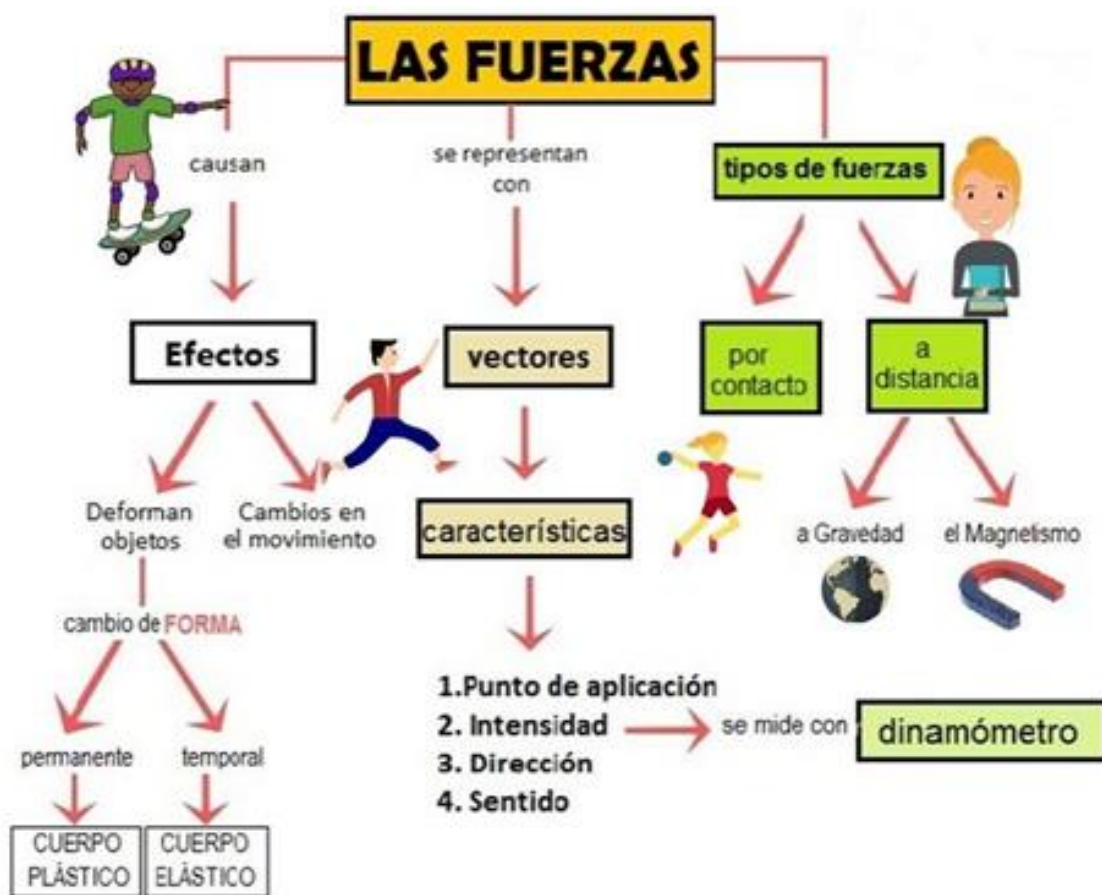 LAS FUERZAS
causan
se representan
con
tipos de fuerzas
Efectos
vectores
por
contacto
a
distancia
Deforman
objetos
Cambios en
el movimiento
características
a Gravedad
el Magnetismo
cambio de FORMA
1.Punto de aplicación
2. Intensidad
se mide con
dinamómetro
3. Dirección
4. Sentido
permanente
temporal
CUERPO
PLÀSTICO
CUERPO
ELÀSTICO